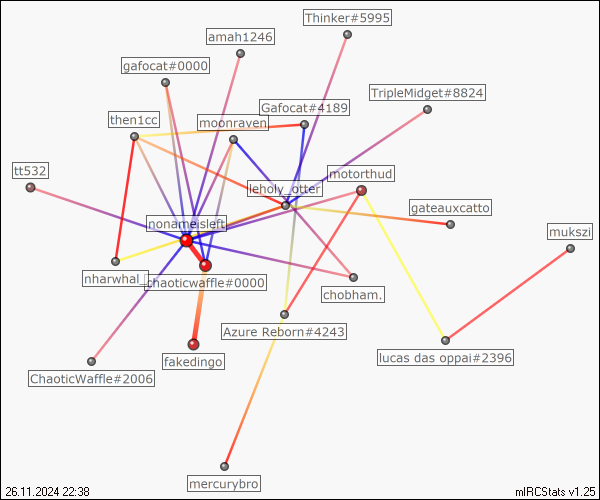 Thinker#5995
amah1246
gafocat#0000
TripleMidget#8824
Gafocat#4189
then1cc
moonraven
tt532
motorthud
leholy_otter
gateauxcatto
nonameisleft
mukszi
nharwhal_
chaoticwaffle#0000
chobham.
Azure Reborn#4243
fakedingo
lucas das oppai#2396
ChaoticWaffle#2006
mercurybro
26.11.2024 22:38
mIRCStats v1.25